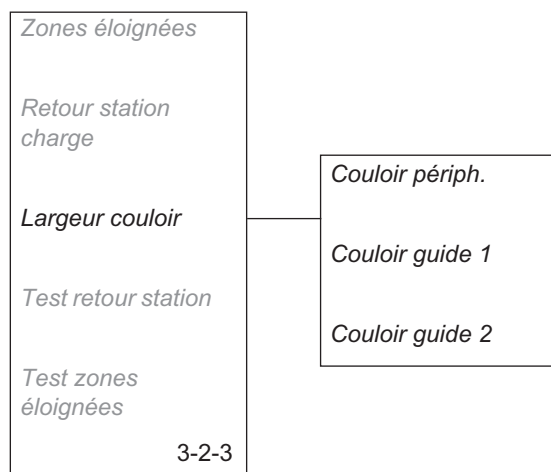 Zones éloignées
Retour station
charge
Largeur couloir
Test retour station
Test zones
éloignées
3-2-3
Couloir périph.
Couloir guide 1
Couloir guide 2